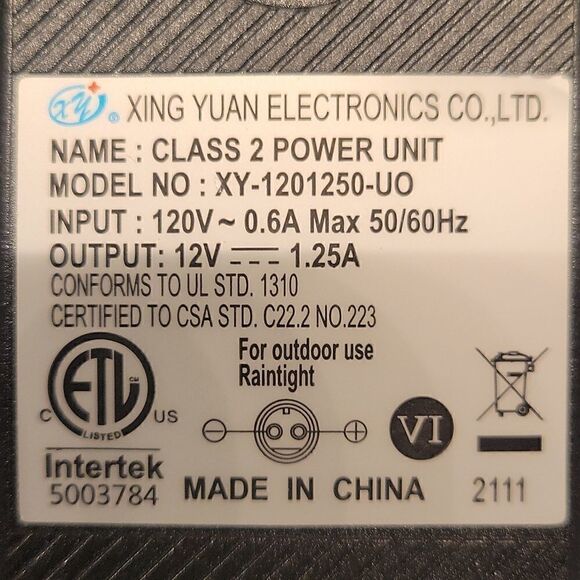 XY ® XING YUAN ELECTRONICS CO.,LTD.
NAME : CLASS 2 POWER UNIT
MODEL NO : XY-1201250-UO
INPUT : 120V ~ 0.6A Max 50/60Hz
OUTPUT: 12V ⎓ 1.25A
CONFORMS TO UL STD. 1310
CERTIFIED TO CSA STD. C22.2 NO.223
For outdoor use
Raintight
ETL CM
C LISTED US
VI
Intertek
5003784 MADE IN CHINA 2111